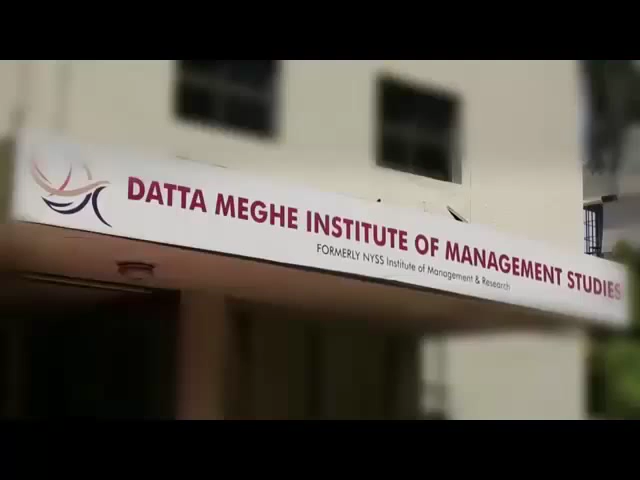 DATTA MEGHE INSTITUTE OF MANAGEMENT STUDIES
FORMERLY NYSS Institute of Management & Research